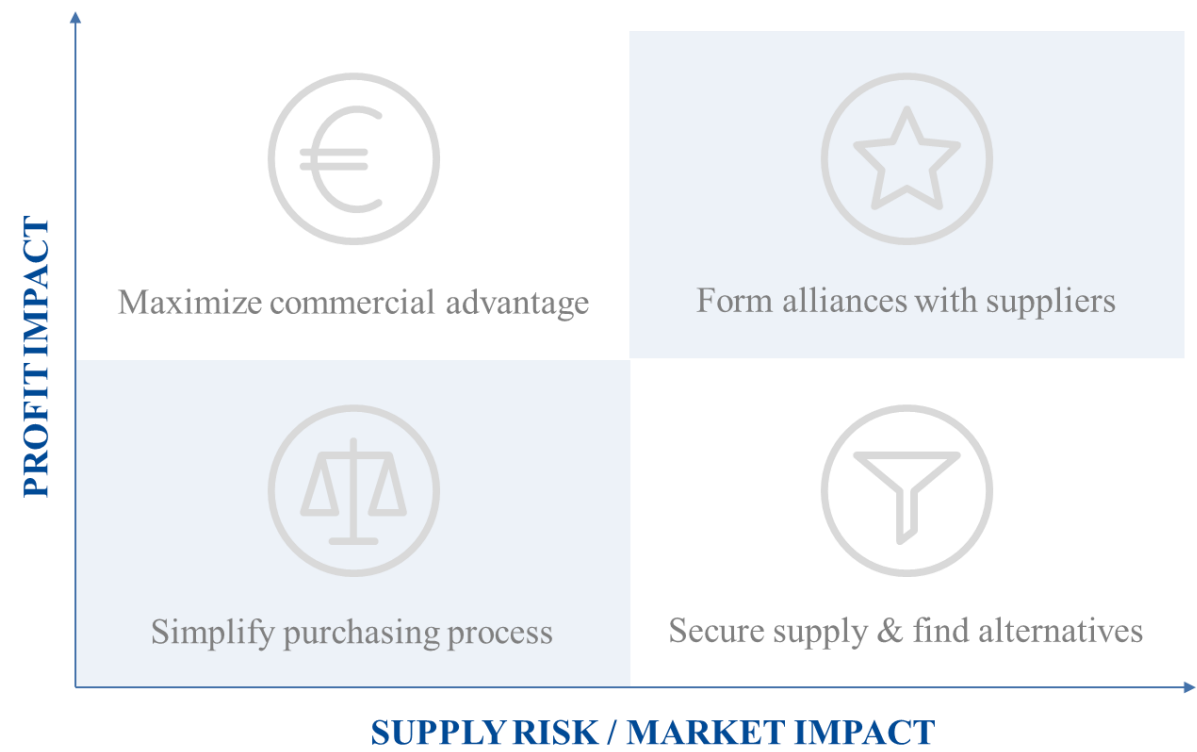 Maximize commercial advantage
Form alliances with suppliers
PROFIT IMPACT
Simplify purchasing process
Secure supply & find alternatives
SUPPLY RISK / MARKET IMPACT